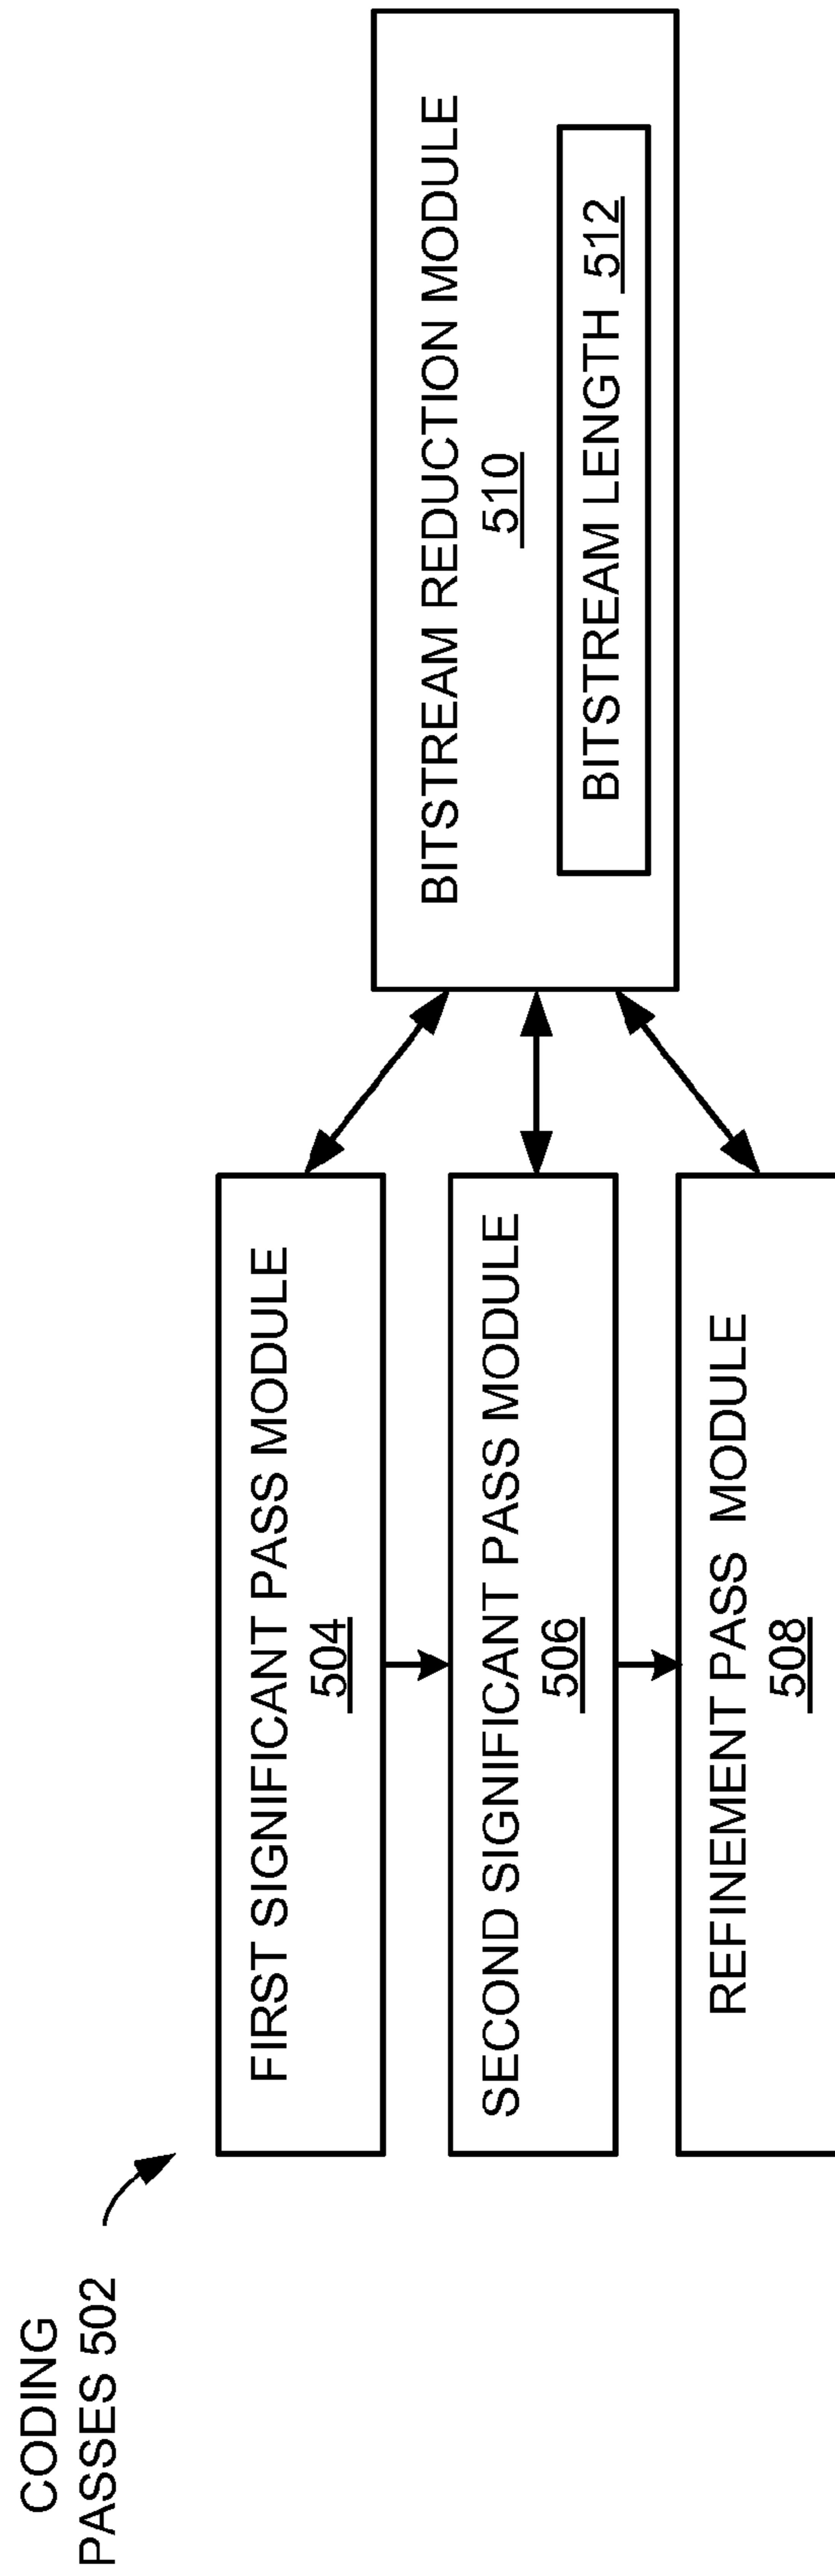 CODING
PASSES 502
FIRST SIGNIFICANT PASS MODULE
504
SECOND SIGNIFICANT PASS MODULE
506
REFINEMENT PASS MODULE
508
BITSTREAM REDUCTION MODULE
510
BITSTREAM LENGTH 512